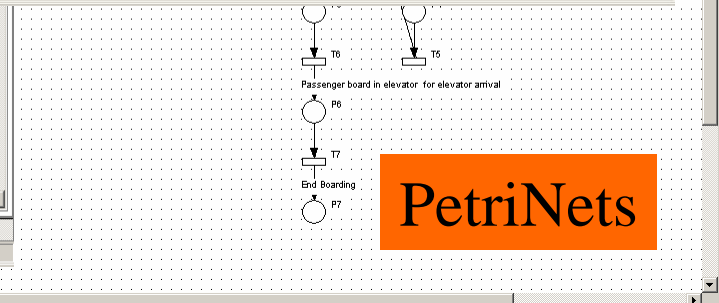 T6
T5
Passenger board in elevator for elevator arrival
P6
T7
End Boarding
P7
PetriNets